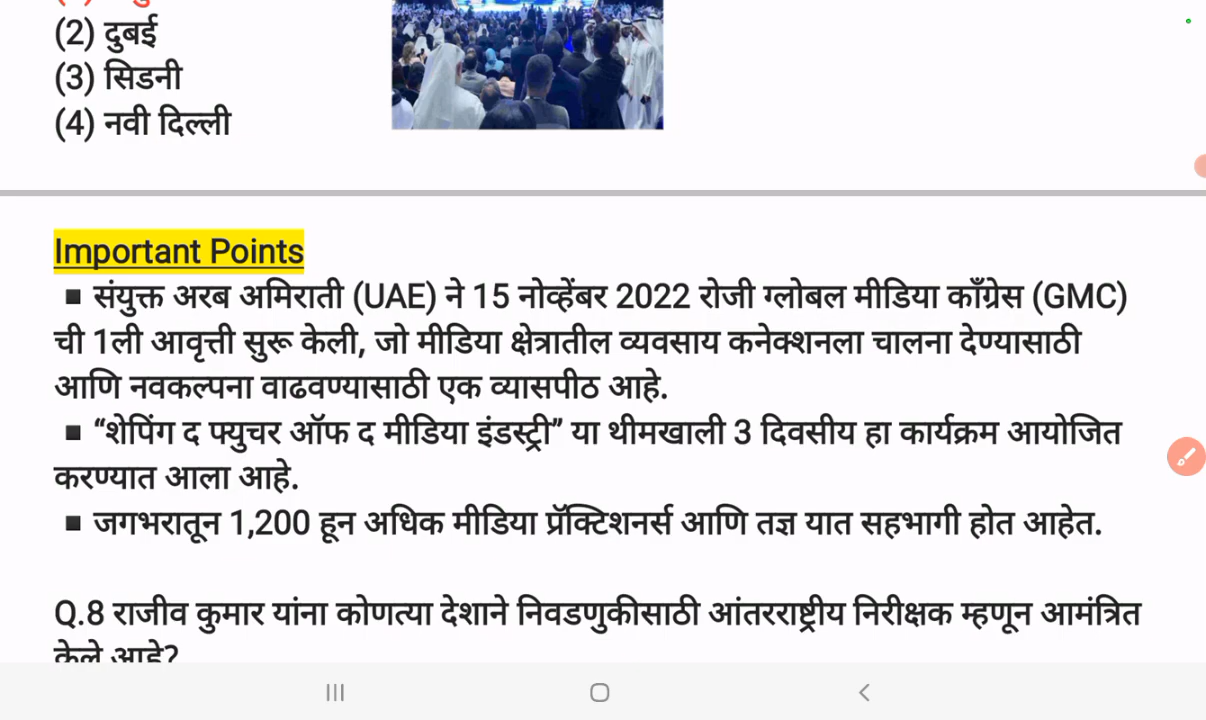 (2) दुबई
(3) सिडनी
(4) नवी दिल्ली
Important Points
▪ संयुक्त अरब अमिराती (UAE) ने 15 नोव्हेंबर 2022 रोजी ग्लोबल मीडिया काँग्रेस (GMC)
ची 1ली आवृत्ती सुरू केली, जो मीडिया क्षेत्रातील व्यवसाय कनेक्शनला चालना देण्यासाठी
आणि नवकल्पना वाढवण्यासाठी एक व्यासपीठ आहे.
▪ “शेपिंग द फ्युचर ऑफ द मीडिया इंडस्ट्री” या थीमखाली 3 दिवसीय हा कार्यक्रम आयोजित
करण्यात आला आहे.
▪ जगभरातून 1,200 हून अधिक मीडिया प्रॅक्टिशनर्स आणि तज्ञ यात सहभागी होत आहेत.
Q.8 राजीव कुमार यांना कोणत्या देशाने निवडणुकीसाठी आंतरराष्ट्रीय निरीक्षक म्हणून आमंत्रित
केले आहे?